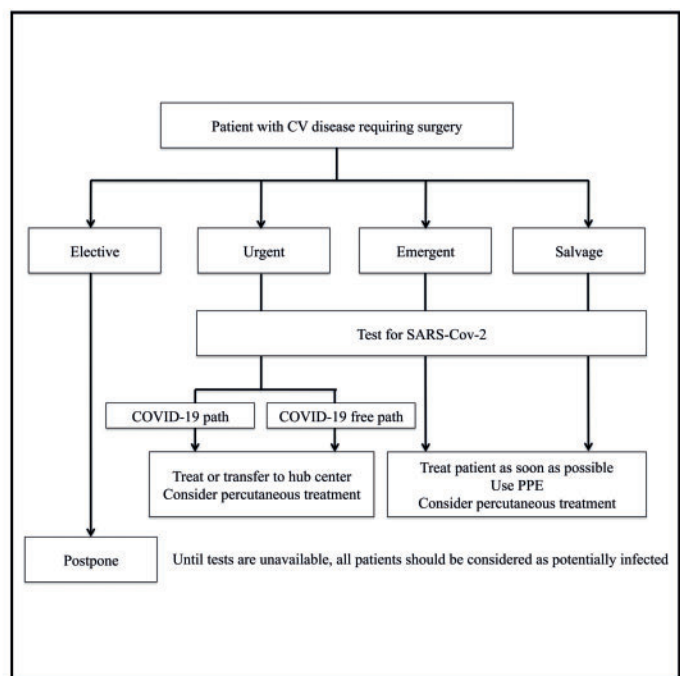 Patient with CV disease requiring surgery
Elective
Urgent
Emergent
Salvage
Test for SARS-Cov-2
COVID-19 path
COVID-19 free path
Treat or transfer to hub center
Consider percutaneous treatment
Treat patient as soon as possible
Use PPE
Consider percutaneous treatment
Postpone
Until tests are unavailable, all patients should be considered as potentially infected